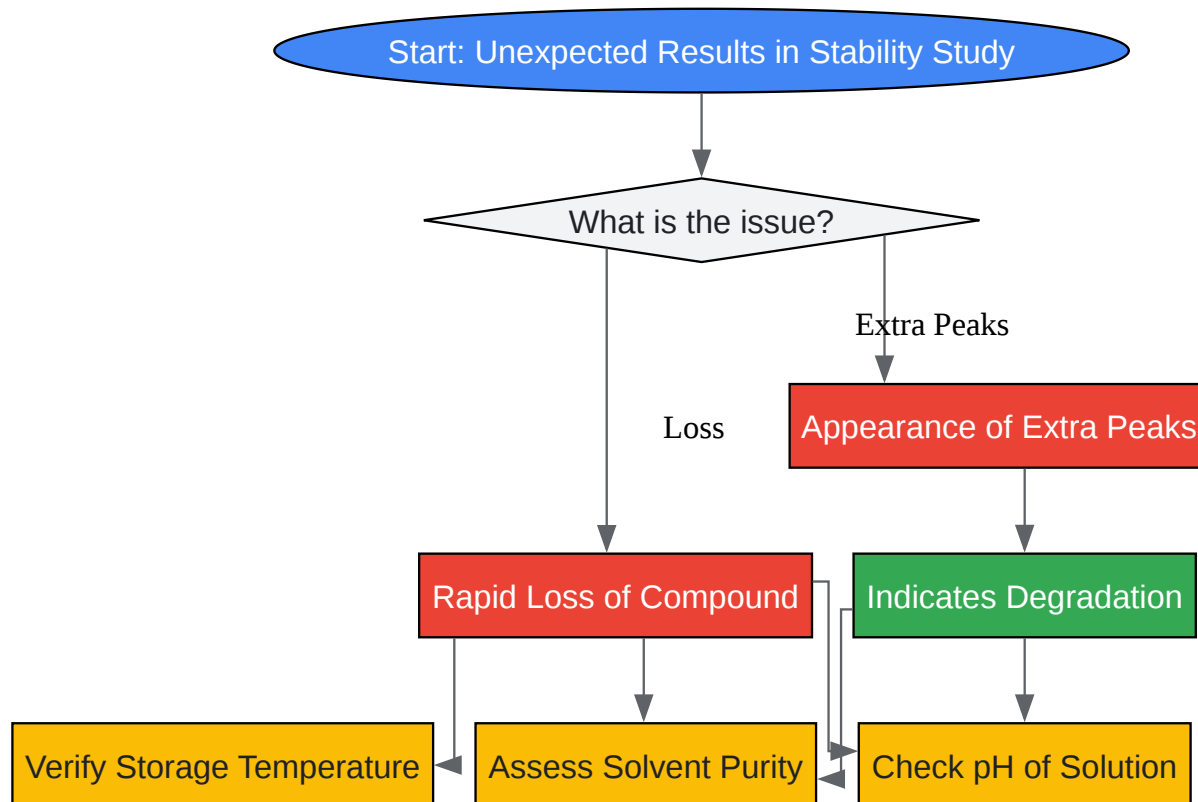 Start: Unexpected Results in Stability Study
What is the issue?
Extra Peaks
Appearance of Extra Peaks
Loss
Rapid Loss of Compound
Indicates Degradation
Verify Storage Temperature
Assess Solvent Purity
Check pH of Solution